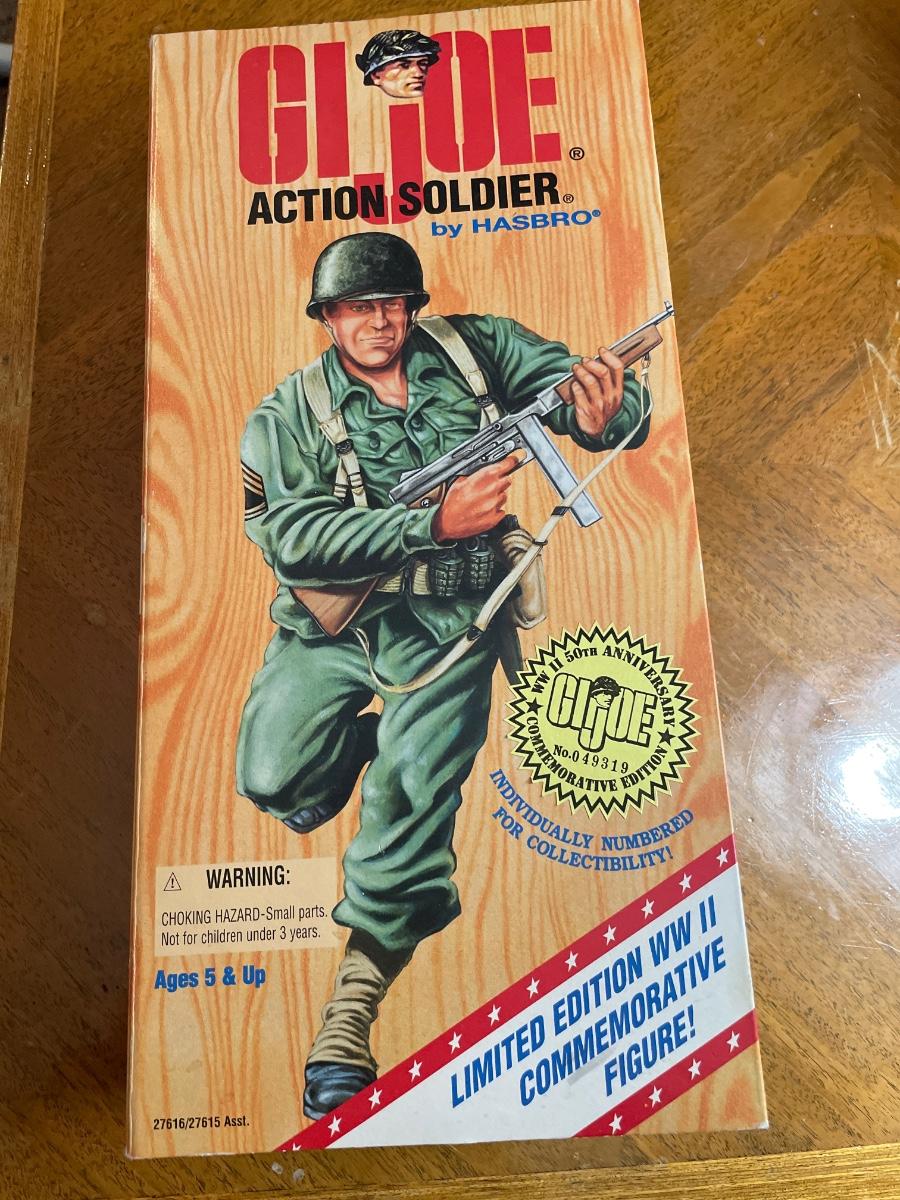 GI JOE®
ACTION SOLDIER®
by HASBRO®
WW II 50TH ANNIVERSARY
GI JOE
No. 049319
COMMEMORATIVE EDITION
INDIVIDUALLY NUMBERED
FOR COLLECTIBILITY!
WARNING:
CHOKING HAZARD-Small parts.
Not for children under 3 years.
Ages 5 & Up
LIMITED EDITION WW II
COMMEMORATIVE
FIGURE!
27616/27615 Asst.